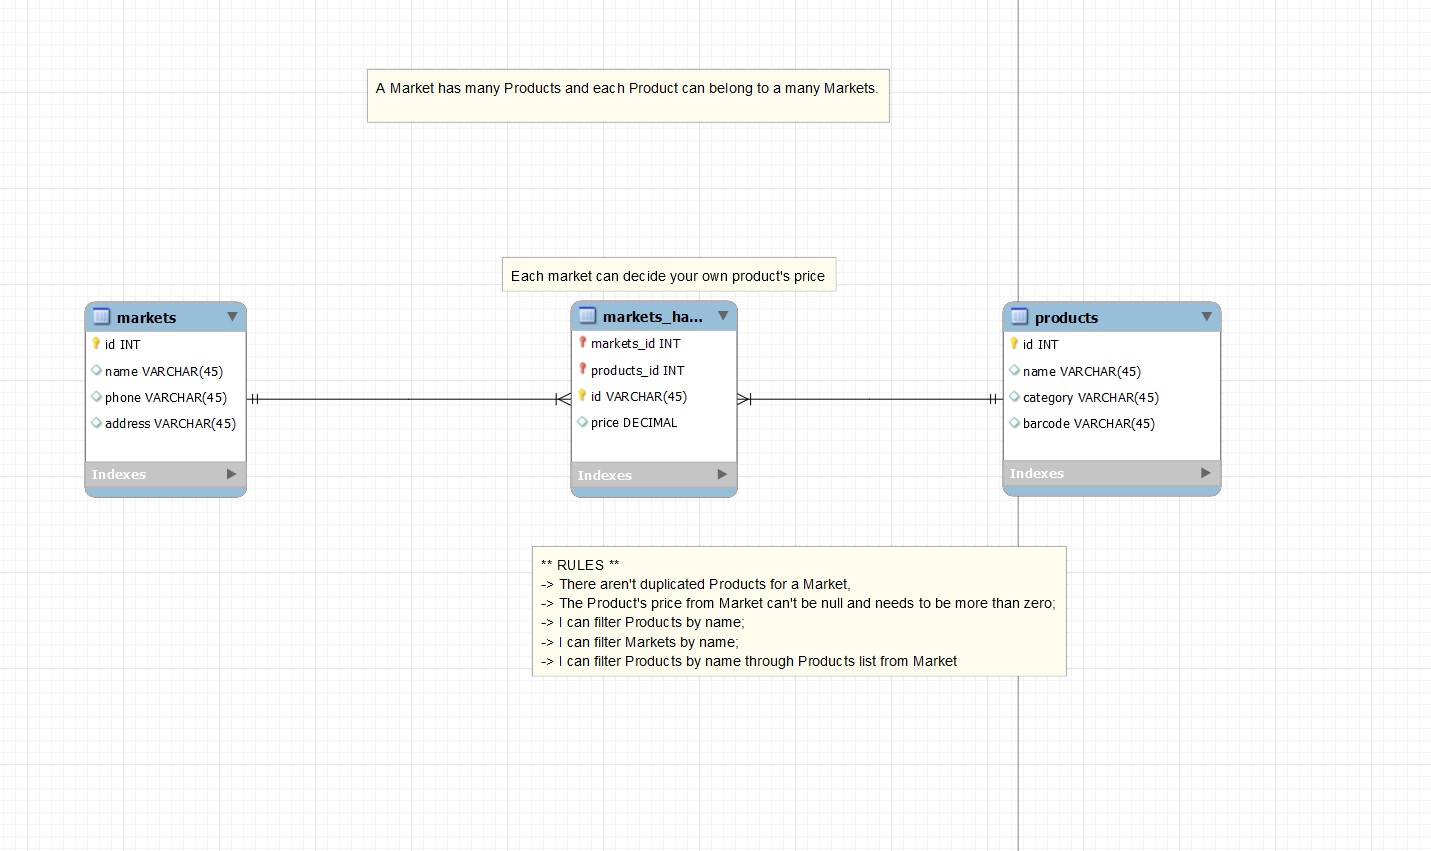 A Market has many Products and each Product can belong to a many Markets.
Each market can decide your own product's price
markets
id INT
name VARCHAR(45)
phone VARCHAR(45)
address VARCHAR(45)
Indexes
markets_ha...
markets_id INT
products_id INT
id VARCHAR(45)
price DECIMAL
Indexes
products
id INT
name VARCHAR(45)
category VARCHAR(45)
barcode VARCHAR(45)
Indexes
** RULES **
-> There aren't duplicated Products for a Market,
-> The Product's price from Market can't be null and needs to be more than zero;
-> I can filter Products by name;
-> I can filter Markets by name;
-> I can filter Products by name through Products list from Market